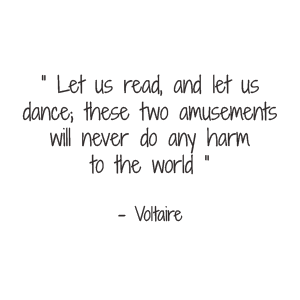 " Let us read, and let us
dance; these two amusements
will never do any harm
to the world "
- Voltaire